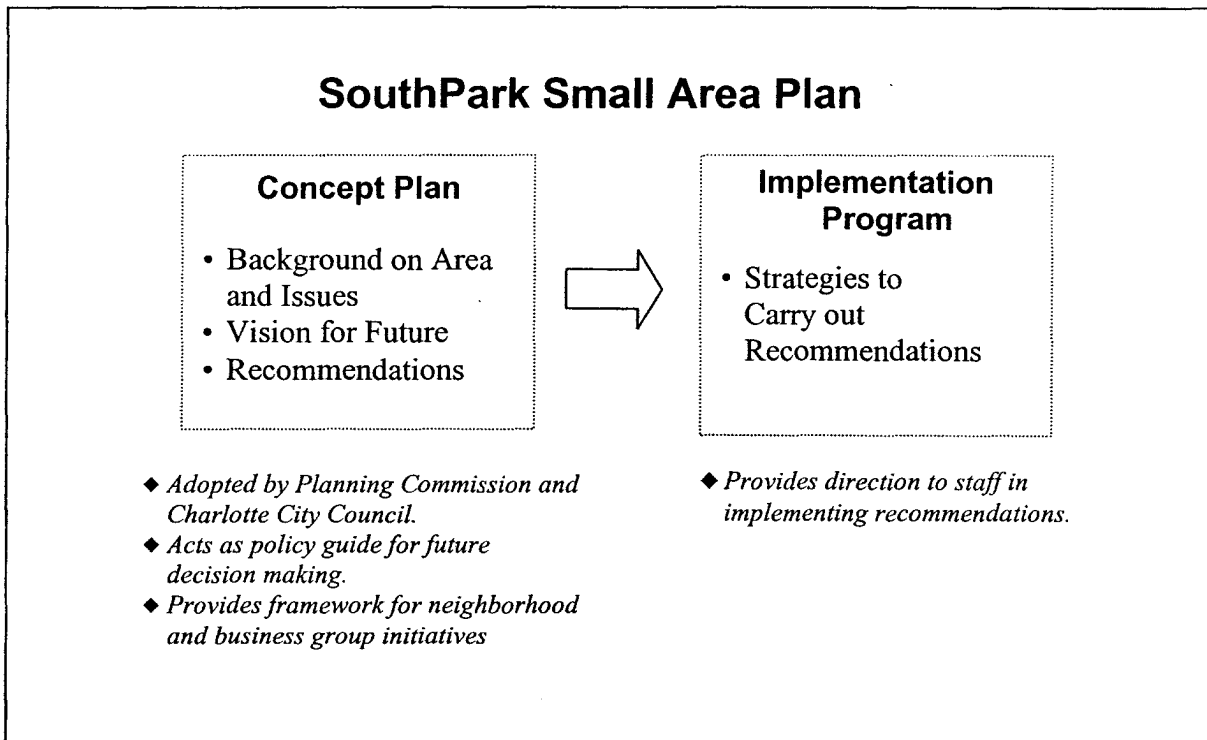 SouthPark Small Area Plan
Concept Plan
• Background on Area
and Issues
• Vision for Future
• Recommendations
Implementation
Program
• Strategies to
Carry out
Recommendations
◆ Adopted by Planning Commission and
Charlotte City Council.
◆ Acts as policy guide for future
decision making.
◆ Provides framework for neighborhood
and business group initiatives
◆ Provides direction to staff in
implementing recommendations.